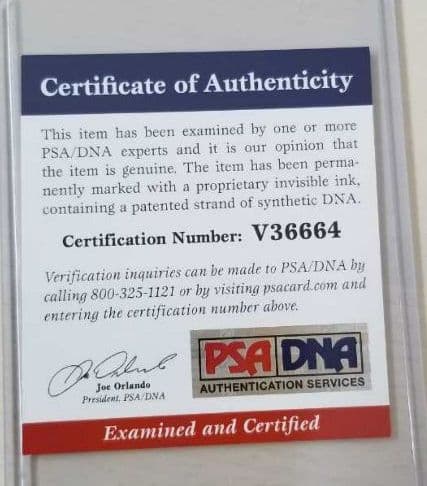 Certificate of Authenticity
This item has been examined by one or more
PSA/DNA experts and it is our opinion that
the item is genuine. The item has been perma-
nently marked with a proprietary invisible ink,
containing a patented strand of synthetic DNA.
Certification Number: V36664
Verification inquiries can be made to PSA/DNA by
calling 800-325-1121 or by visiting psacard.com and
entering the certification number above.
Joe Orlando
Joe Orlando
President, PSA/DNA
PSA DNA
AUTHENTICATION SERVICES
Examined and Certified